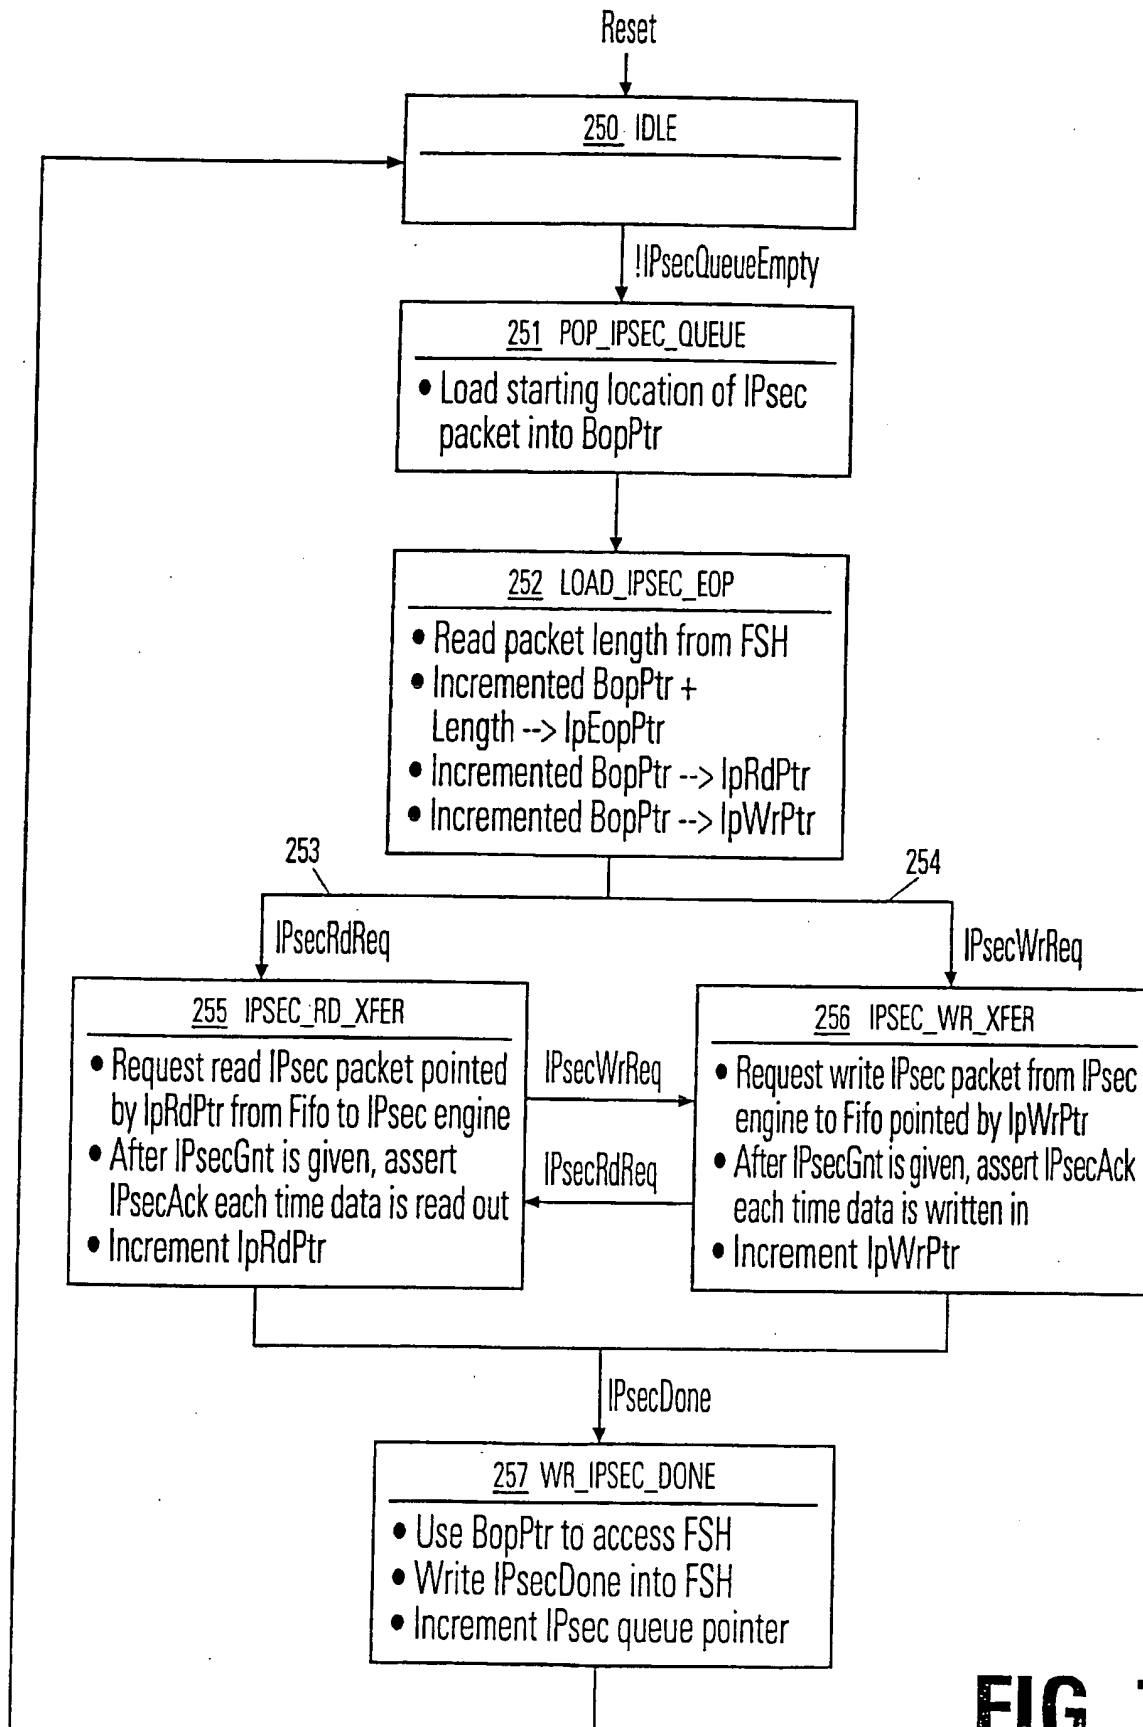 Reset
250 IDLE
!IPsecQueueEmpty
251 POP_IPSEC_QUEUE
• Load starting location of IPsec
packet into BopPtr
252 LOAD_IPSEC_EOP
• Read packet length from FSH
• Incremented BopPtr +
Length --> IpEopPtr
• Incremented BopPtr --> IpRdPtr
• Incremented BopPtr --> IpWrPtr
253
254
IPsecRdReq
IPsecWrReq
255 IPSEC_RD_XFER
• Request read IPsec packet pointed
by IpRdPtr from Fifo to IPsec engine
• After IPsecGnt is given, assert
IPsecAck each time data is read out
• Increment IpRdPtr
IPsecWrReq
IPsecRdReq
256 IPSEC_WR_XFER
• Request write IPsec packet from IPsec
engine to Fifo pointed by IpWrPtr
• After IPsecGnt is given, assert IPsecAck
each time data is written in
• Increment IpWrPtr
IPsecDone
257 WR_IPSEC_DONE
• Use BopPtr to access FSH
• Write IPsecDone into FSH
• Increment IPsec queue pointer
FIG.